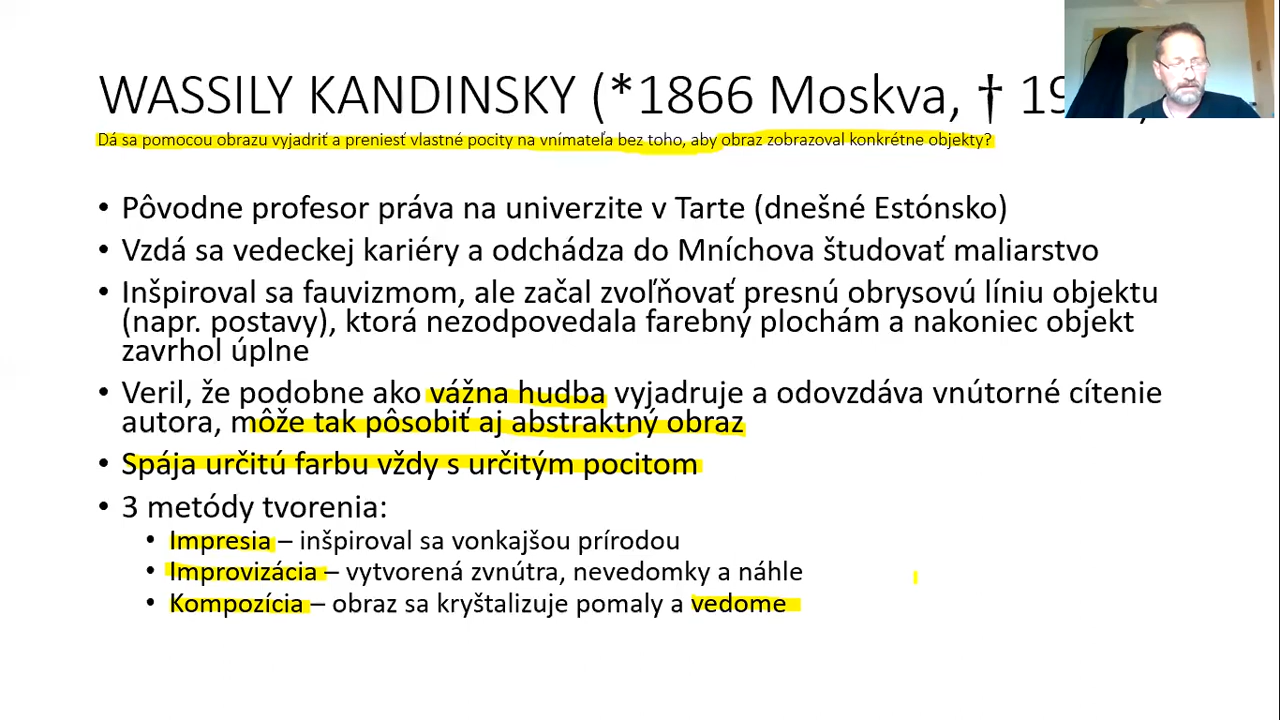 WASSILY KANDINSKY (*1866 Moskva, † 19
Dá sa pomocou obrazu vyjadriť a preniesť vlastné pocity na vnímateľa bez toho, aby obraz zobrazoval konkrétne objekty?
• Pôvodne profesor práva na univerzite v Tarte (dnešné Estónsko)
• Vzdá sa vedeckej kariéry a odchádza do Mníchova študovať maliarstvo
• Inšpiroval sa fauvizmom, ale začal zvoľňovať presnú obrysovú líniu objektu
(napr. postavy), ktorá nezodpovedala farebný plochám a nakoniec objekt
zavrhol úplne
• Veril, že podobne ako vážna hudba vyjadruje a odovzdáva vnútorné cítenie
autora, môže tak pôsobiť aj abstraktný obraz
• Spája určitú farbu vždy s určitým pocitom
• 3 metódy tvorenia:
• Impresia – inšpiroval sa vonkajšou prírodou
• Improvizácia – vytvorená zvnútra, nevedomky a náhle
• Kompozícia – obraz sa kryštalizuje pomaly a vedome